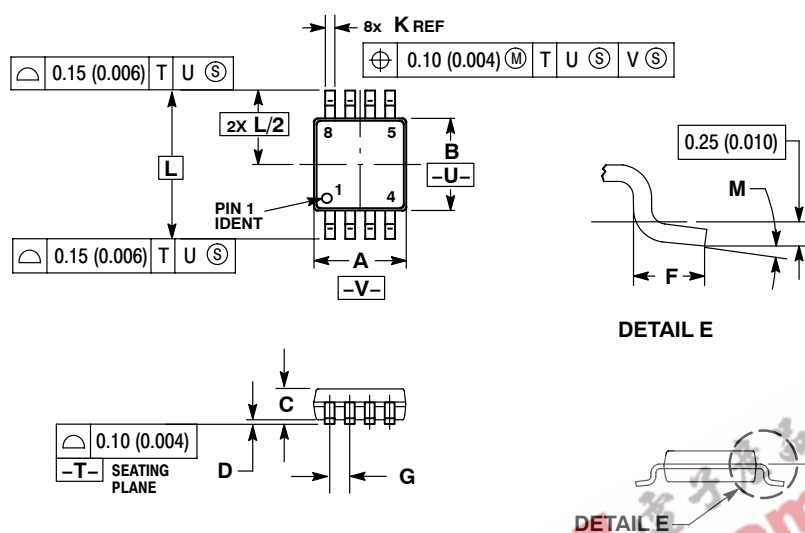 8x K REF
⌖ 0.10 (0.004) Ⓜ T U Ⓢ V Ⓢ
⌓ 0.15 (0.006) T U Ⓢ
2X L/2
8 5
B
–U–
L
1 4
PIN 1
IDENT
⌓ 0.15 (0.006) T U Ⓢ
A
–V–
0.25 (0.010)
M
F
DETAIL E
C
⌓ 0.10 (0.004)
–T– SEATING
PLANE
D
G
DETAIL E